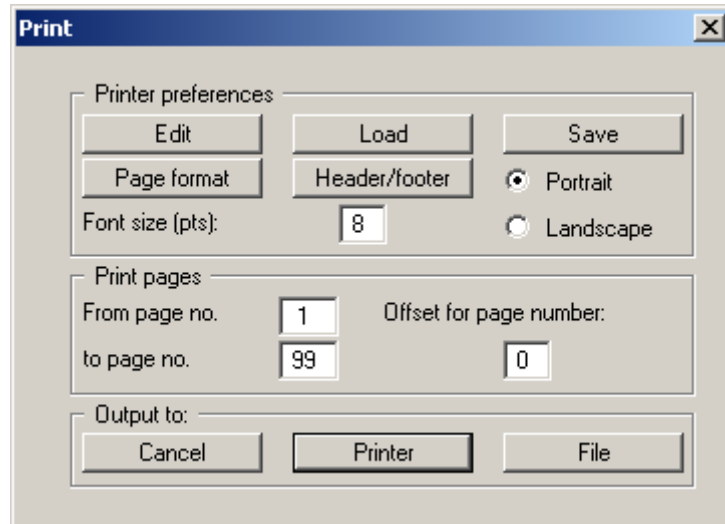 Print
Printer preferences
Edit Load Save
Page format Header/footer Portrait
Font size (pts): 8 Landscape
Print pages
From page no. 1 Offset for page number:
to page no. 99 0
Output to:
Cancel Printer File